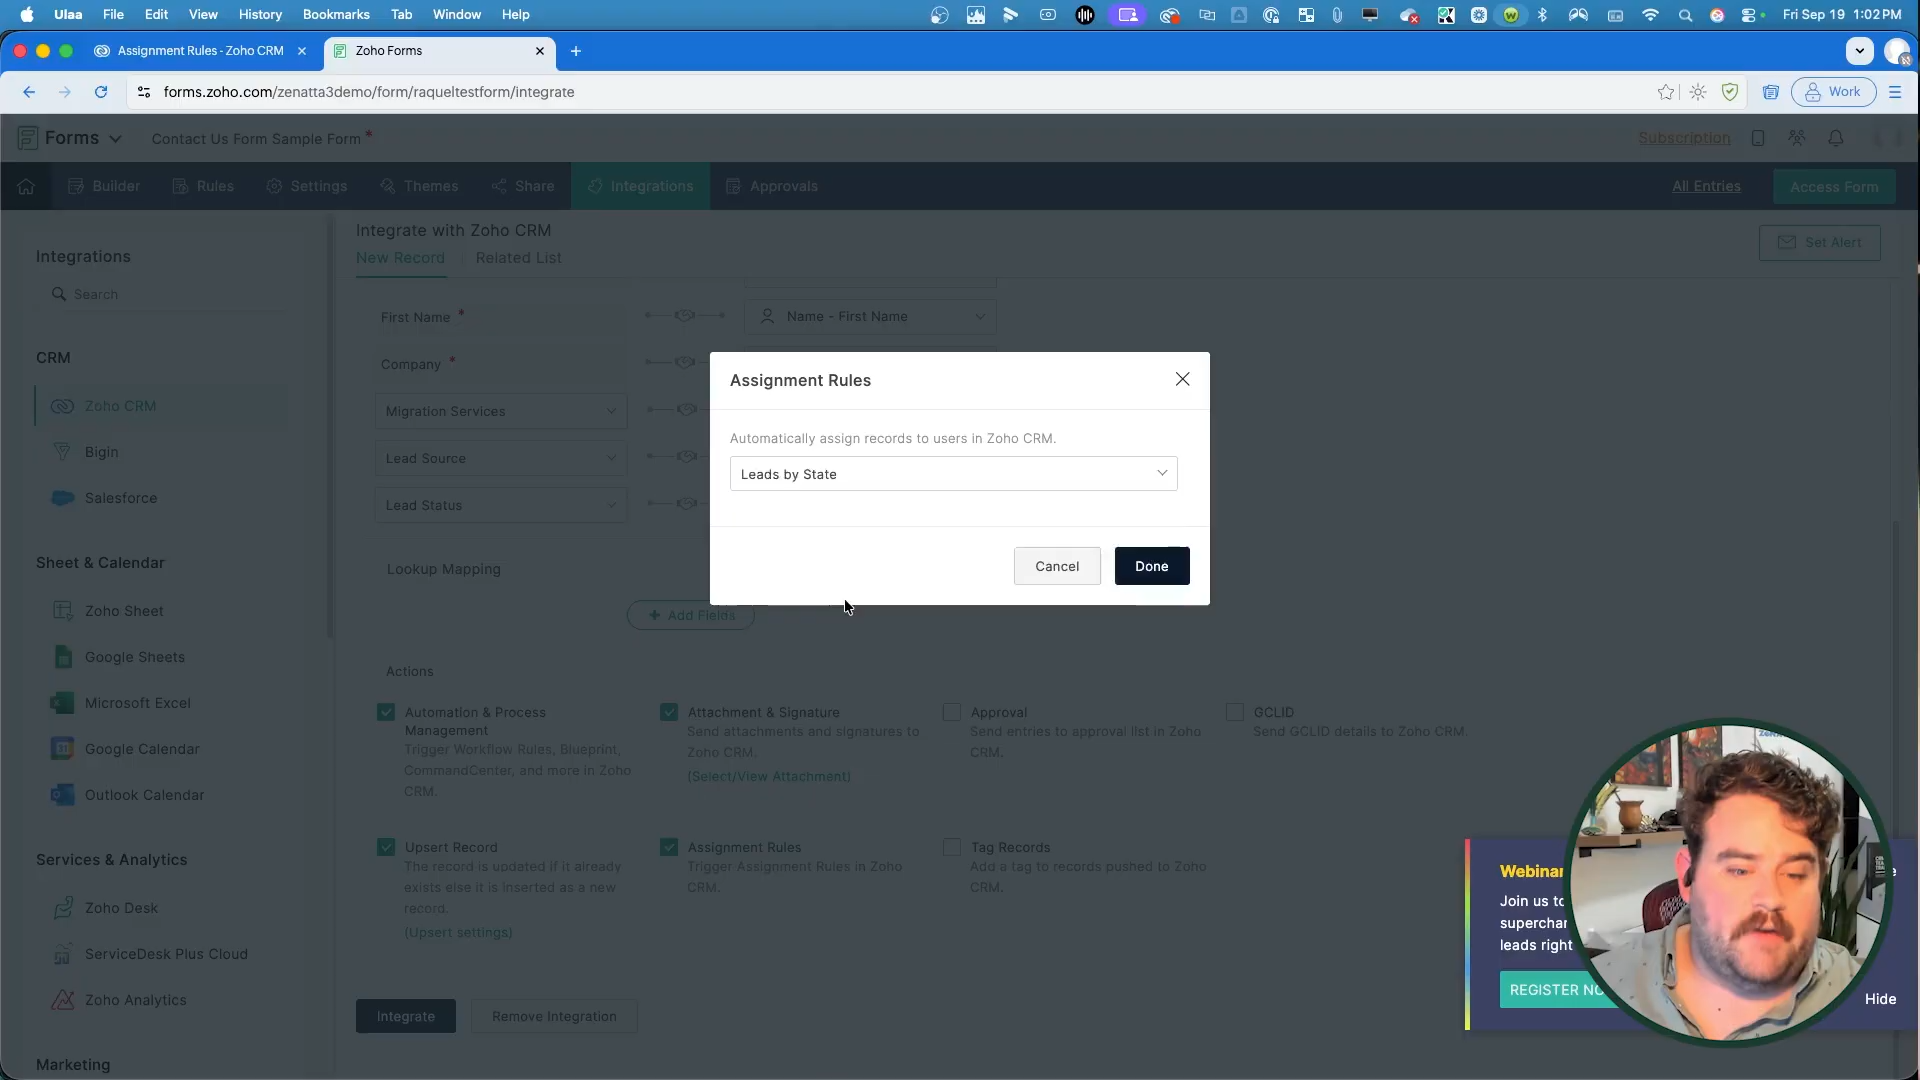 Ulaa File Edit View History Bookmarks Tab Window Help
Fri Sep 19 1:02 PM
Assignment Rules - Zoho CRM
Zoho Forms
forms.zoho.com/zenatta3demo/form/raqueltestform/integrate
Work
Forms
Contact Us Form Sample Form *
Subscription
Builder
Rules
Settings
Themes
Share
Integrations
Approvals
All Entries
Access Form
Integrations
Search
CRM
Zoho CRM
Bigin
Salesforce
Sheet & Calendar
Zoho Sheet
Google Sheets
Microsoft Excel
Google Calendar
Outlook Calendar
Services & Analytics
Zoho Desk
ServiceDesk Plus Cloud
Zoho Analytics
Marketing
Integrate with Zoho CRM
New Record
Related List
Set Alert
First Name *
Name - First Name
Company *
Migration Services
Lead Source
Lead Status
Lookup Mapping
+ Add Fields
Assignment Rules
Automatically assign records to users in Zoho CRM.
Leads by State
Cancel
Done
Actions
Automation & Process
Management
Trigger Workflow Rules, Blueprint,
CommandCenter, and more in Zoho
CRM.
Attachment & Signature
Send attachments and signatures to
Zoho CRM.
(Select/View Attachment)
Approval
Send entries to approval list in Zoho
CRM.
GCLID
Send GCLID details to Zoho CRM.
Upsert Record
The record is updated if it already
exists else it is inserted as a new
record.
(Upsert settings)
Assignment Rules
Trigger Assignment Rules in Zoho
CRM.
Tag Records
Add a tag to records pushed to Zoho
CRM.
Integrate
Remove Integration
Webinar
Join us to
leads right
REGISTER
Hide